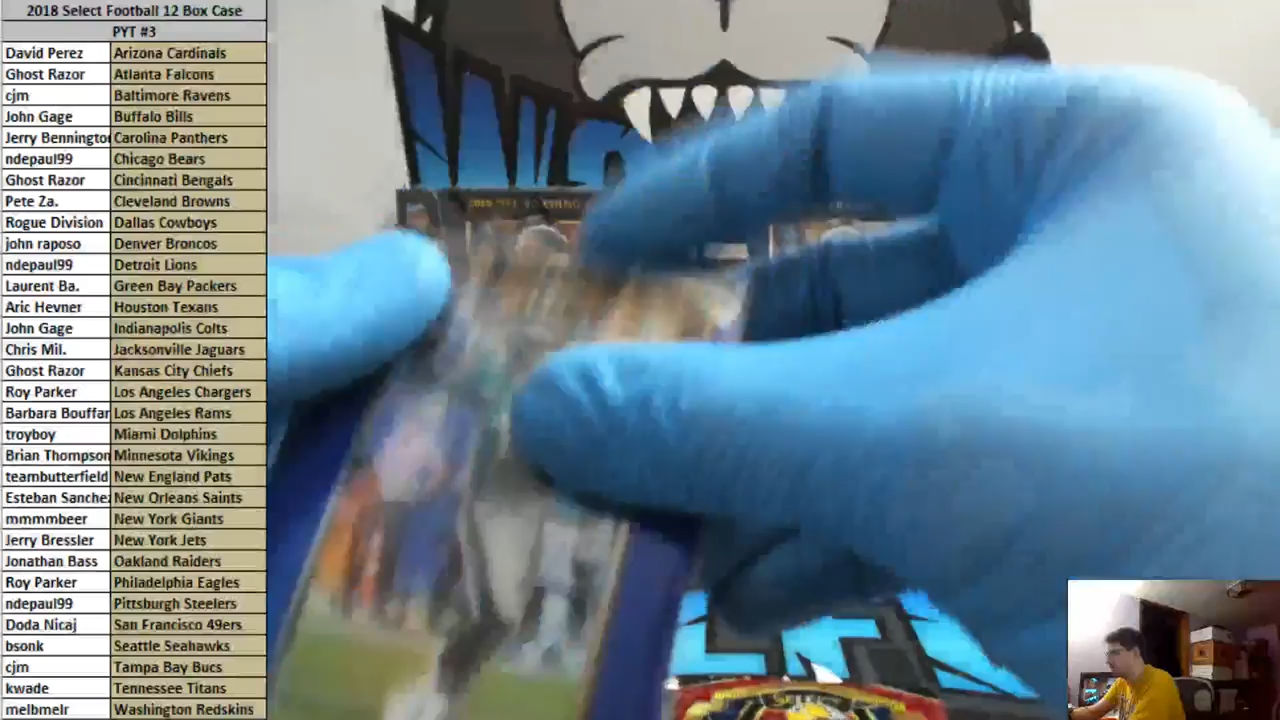 2018 Select Football 12 Box Case
PYT #3
David Perez Arizona Cardinals
Ghost Razor Atlanta Falcons
cjm Baltimore Ravens
John Gage Buffalo Bills
Jerry Benningto Carolina Panthers
ndepaul99 Chicago Bears
Ghost Razor Cincinnati Bengals
Pete Za. Cleveland Browns
Rogue Division Dallas Cowboys
john raposo Denver Broncos
ndepaul99 Detroit Lions
Laurent Ba. Green Bay Packers
Aric Hevner Houston Texans
John Gage Indianapolis Colts
Chris Mil. Jacksonville Jaguars
Ghost Razor Kansas City Chiefs
Roy Parker Los Angeles Chargers
Barbara Bouffar Los Angeles Rams
troyboy Miami Dolphins
Brian Thompson Minnesota Vikings
teambutterfield New England Pats
Esteban Sanchez New Orleans Saints
mmmmbeer New York Giants
Jerry Bressler New York Jets
Jonathan Bass Oakland Raiders
Roy Parker Philadelphia Eagles
ndepaul99 Pittsburgh Steelers
Doda Nicaj San Francisco 49ers
bsonk Seattle Seahawks
cjm Tampa Bay Bucs
kwade Tennessee Titans
melbmelr Washington Redskins